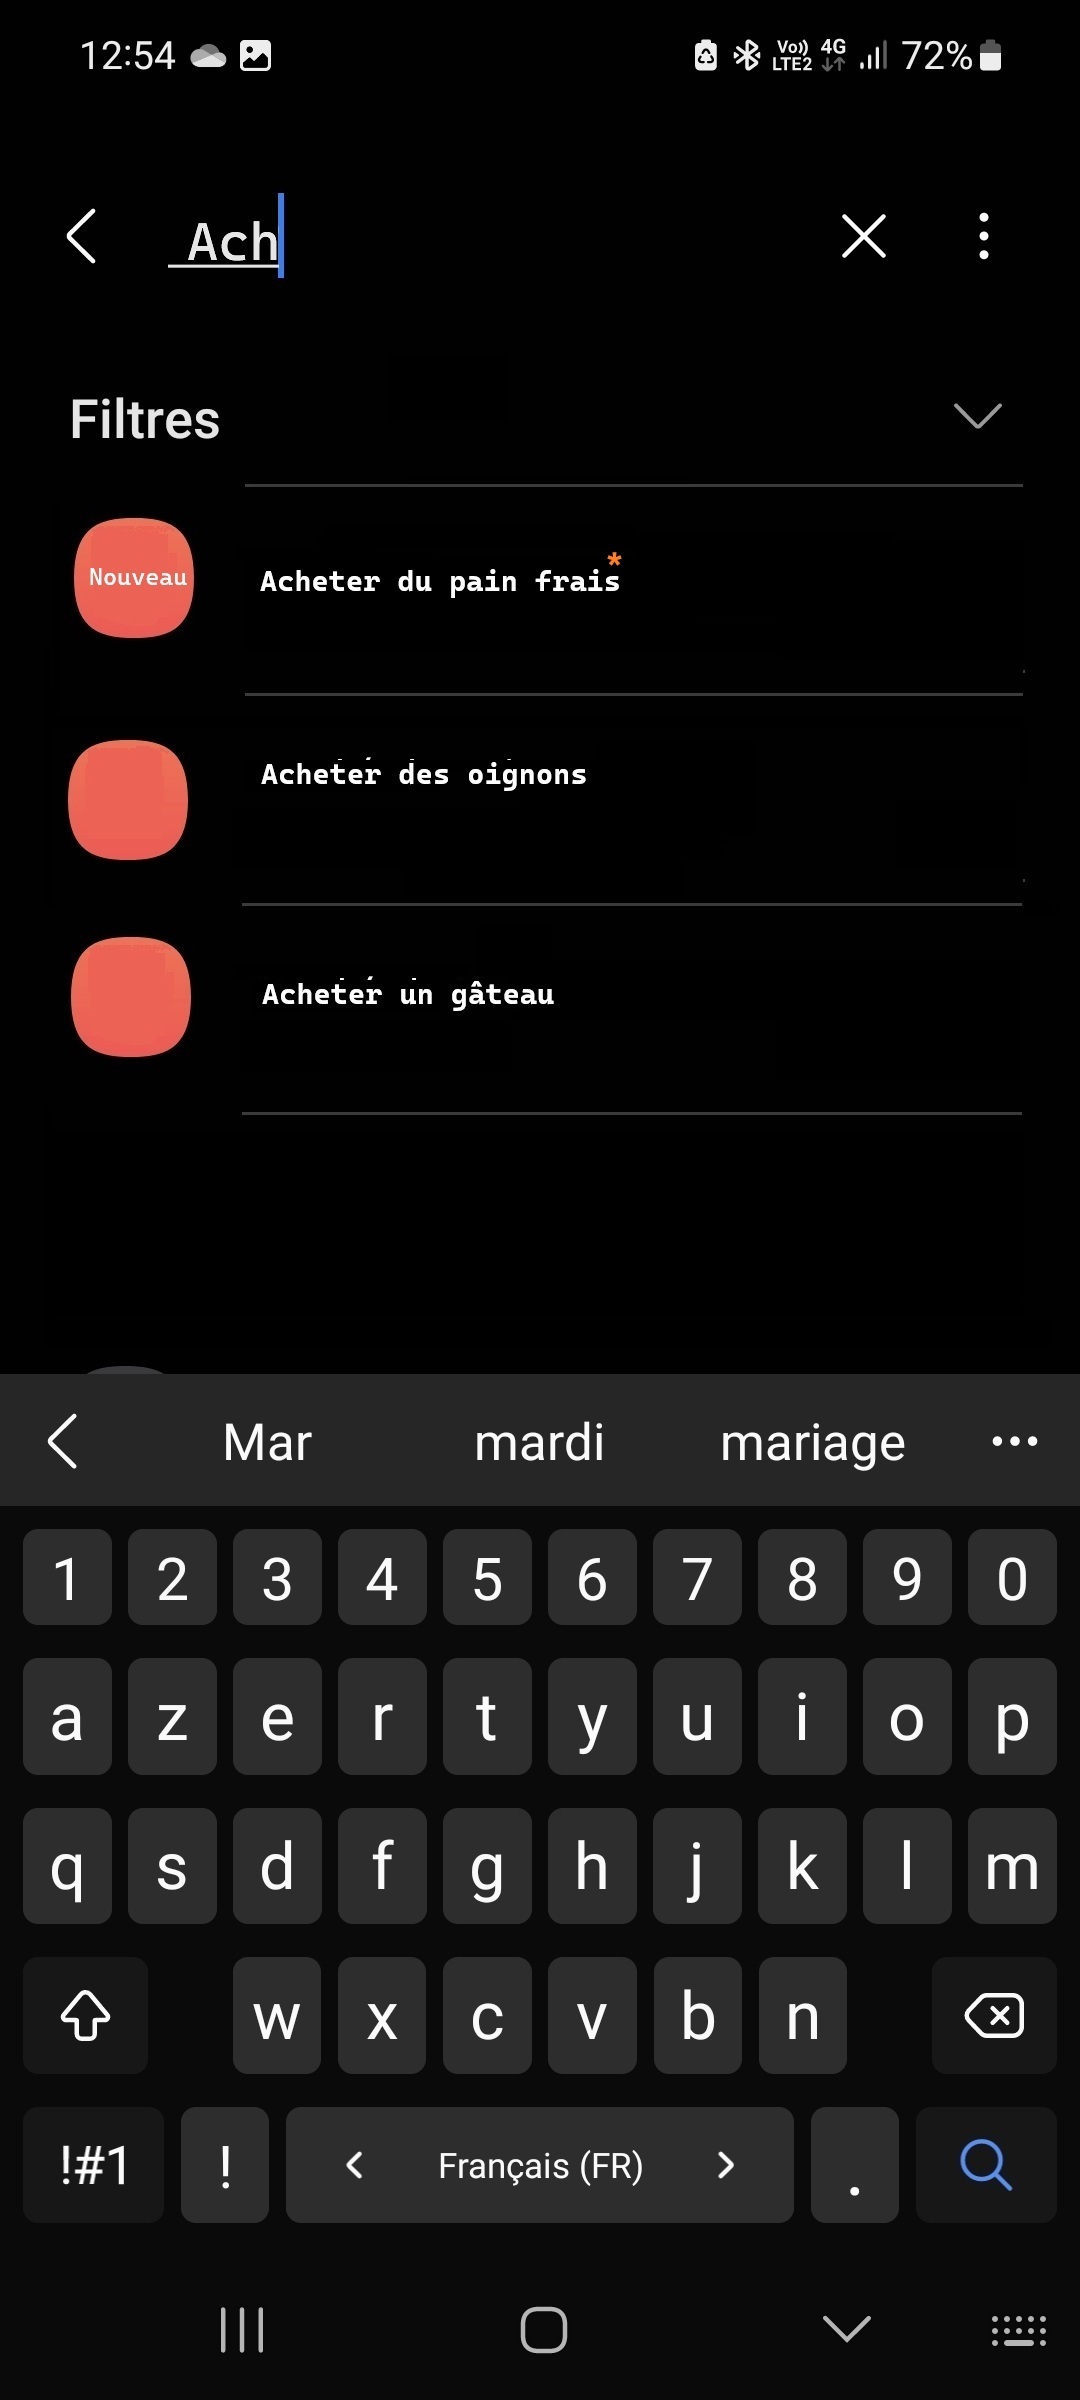 12:54 Vo)) LTE2 4G 72%
Ach
Filtres
Nouveau
Acheter du pain frais*
Acheter des oignons
Acheter un gâteau
Mar mardi mariage
1 2 3 4 5 6 7 8 9 0
a z e r t y u i o p
q s d f g h j k l m
w x c v b n
!#1 ! Français (FR) .